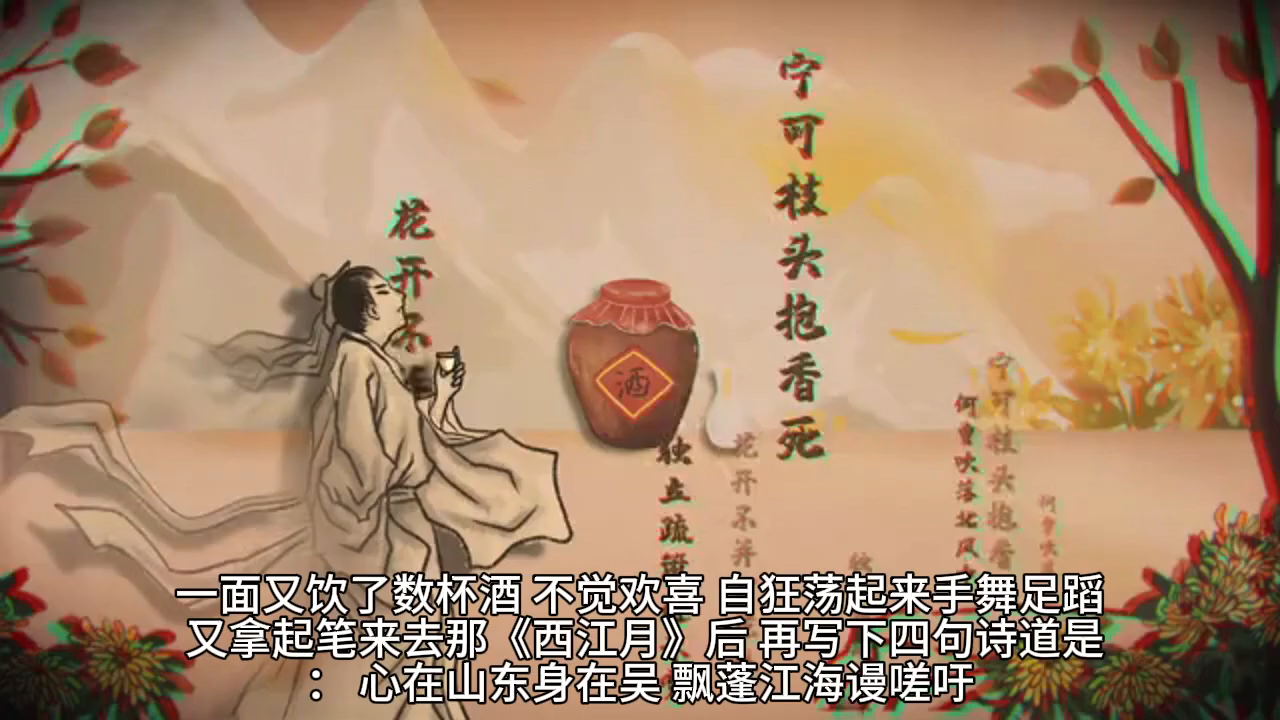 宁可枝头抱香死
花开不
酒
独立疏篱
花开不并
宁可枝头抱香
何曾吹落北风
何曾吹
一面又饮了数杯酒 不觉欢喜 自狂荡起来手舞足蹈
又拿起笔来去那《西江月》后 再写下四句诗道是
： 心在山东身在吴 飘蓬江海谩嗟吁